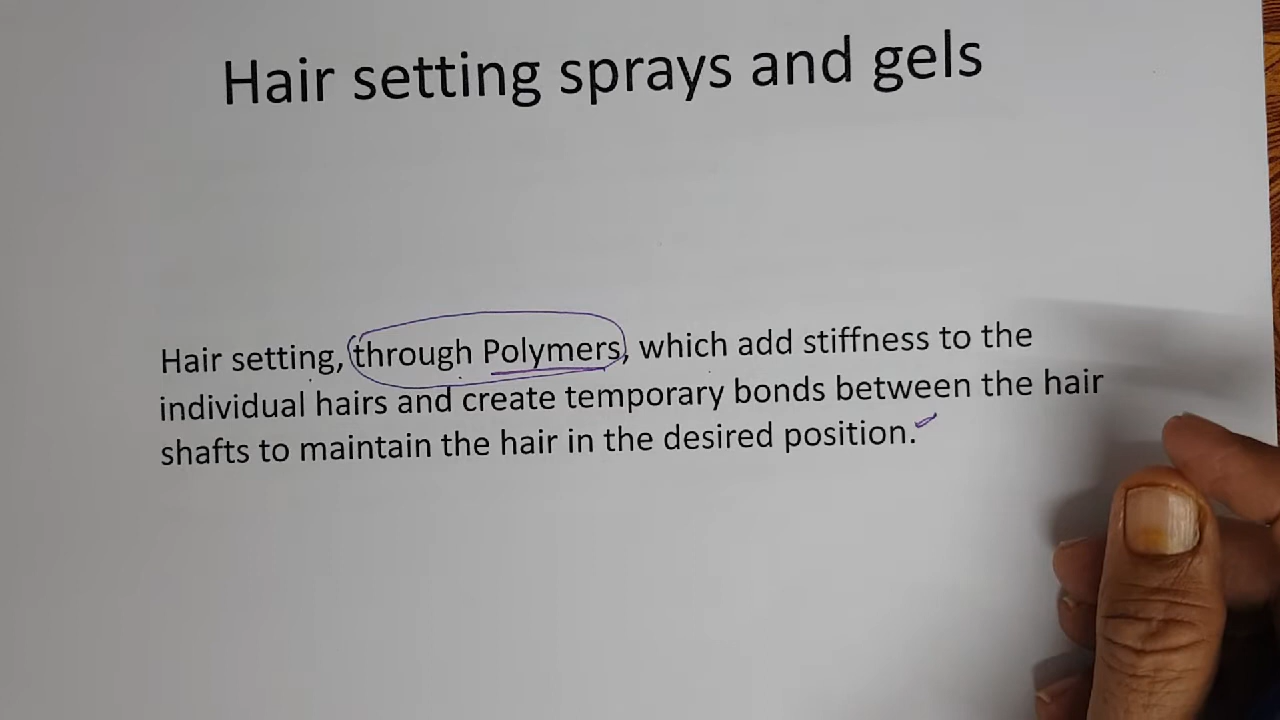 Hair setting sprays and gels
Hair setting, through Polymers, which add stiffness to the
individual hairs and create temporary bonds between the hair
shafts to maintain the hair in the desired position.